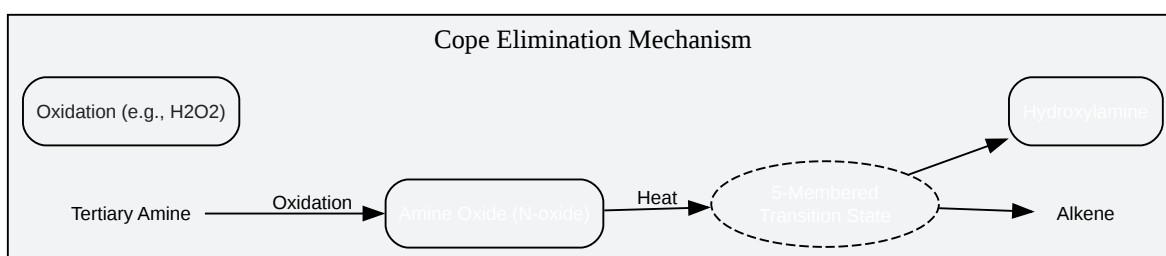 Cope Elimination Mechanism
Oxidation (e.g., H2O2)
Hydroxylamine
Tertiary Amine
Oxidation
Amine Oxide (N-oxide)
Heat
5-Membered
Transition State
Alkene